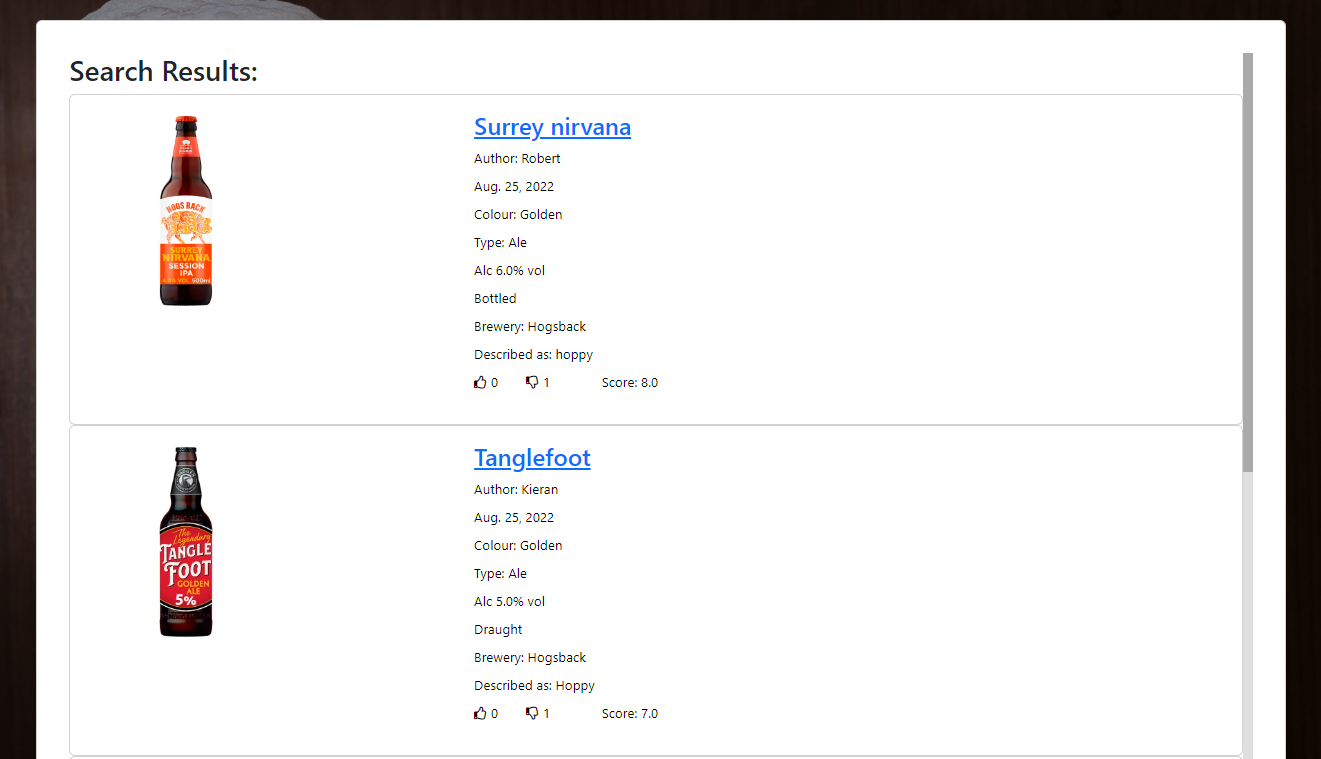 Search Results:
HOGS BACK
SURREY
NIRVANA
SESSION
IPA
500ml
Surrey nirvana
Author: Robert
Aug. 25, 2022
Colour: Golden
Type: Ale
Alc 6.0% vol
Bottled
Brewery: Hogsback
Described as: hoppy
0 1 Score: 8.0
The
Legendary
TANGLE
FOOT
GOLDEN
ALE
5%
Tanglefoot
Author: Kieran
Aug. 25, 2022
Colour: Golden
Type: Ale
Alc 5.0% vol
Draught
Brewery: Hogsback
Described as: Hoppy
0 1 Score: 7.0